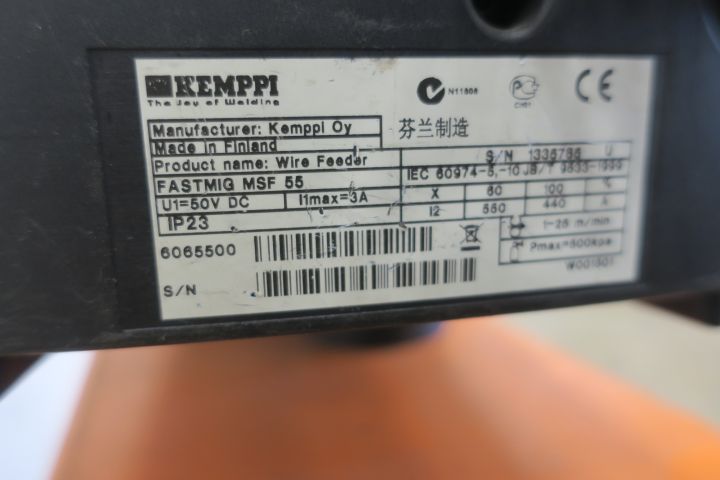 KEMPPI
The Joy of Welding
N11808
CE
Manufacturer: Kemppi Oy
芬兰制造
Made in Finland
S/N 1336786 U
Product name: Wire Feeder
IEC 60974-5,-10 JB/T 9533-1999
FASTMIG MSF 55
X 60 100 %
U1=50V DC I1max=3A
I2 550 440 A
IP23
1-25 m/min
6065500
Pmax=500kpa
S/N
W001501